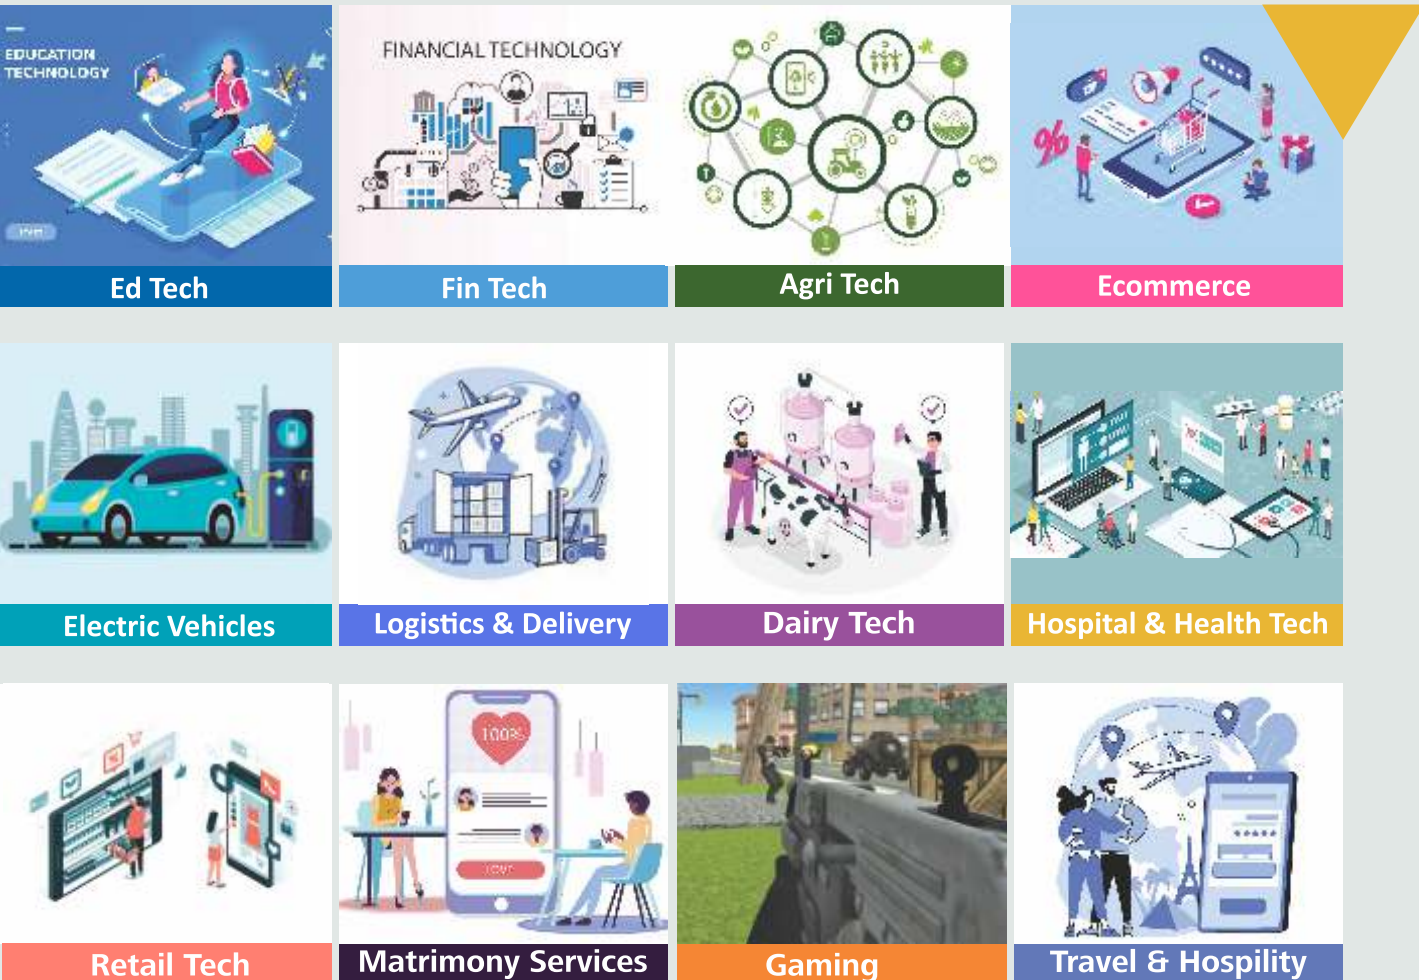 EDUCATION
TECHNOLOGY
FINANCIAL TECHNOLOGY
Ed Tech
Fin Tech
Agri Tech
Ecommerce
%
Electric Vehicles
Logistics & Delivery
Dairy Tech
Hospital & Health Tech
100%
LOVE
Retail Tech
Matrimony Services
Gaming
Travel & Hospility